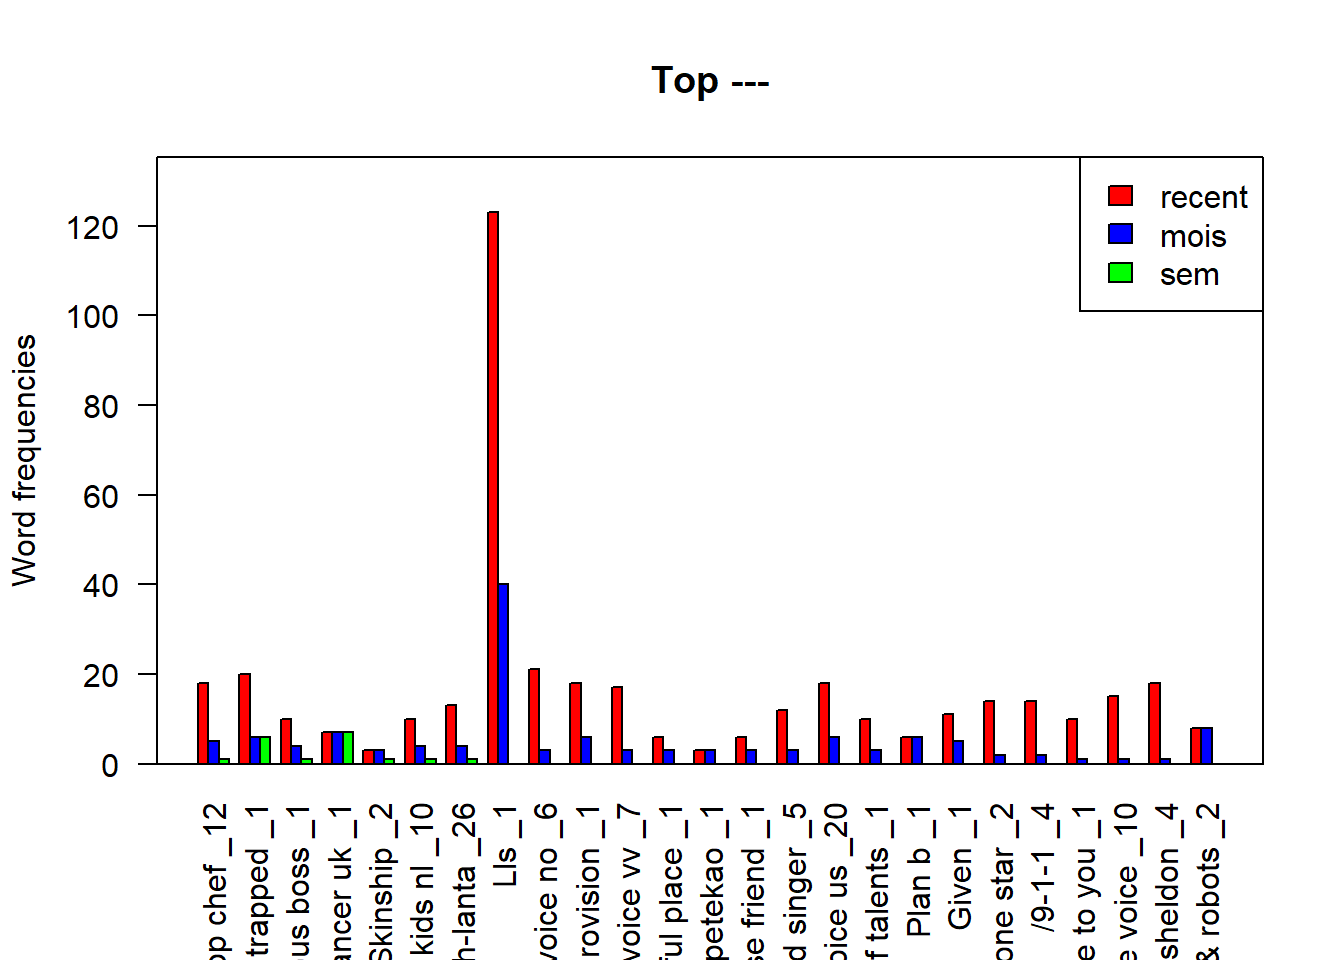 Top ---
recent
mois
sem
Word frequencies
120
100
80
60
40
20
0
op chef _12
trapped _1
ous boss _1
ancer uk _1
Skinship _2
kids nl _10
h-lanta _26
Lls _1
voice no _6
rovision _1
voice vv _7
ful place _1
petekao _1
se friend _1
d singer _5
oice us _20
f talents _1
Plan b _1
Given _1
one star _2
/9-1-1 _4
e to you _1
e voice _10
sheldon _4
& robots _2